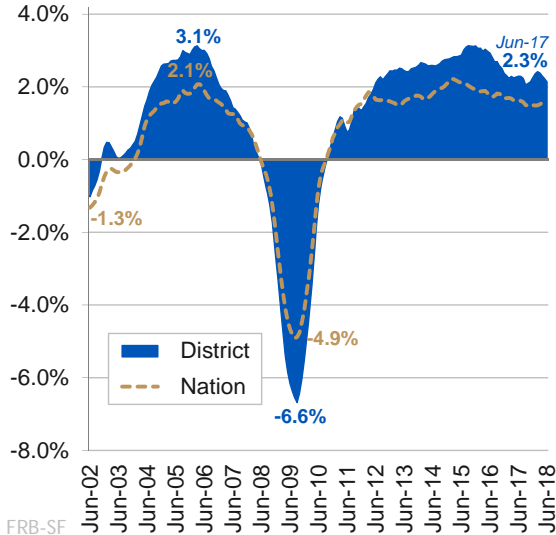 4.0%
2.0%
0.0%
-2.0%
-4.0%
-6.0%
-8.0%
3.1%
2.1%
Jun-17
2.3%
-1.3%
-4.9%
-6.6%
District
Nation
Jun-02
Jun-03
Jun-04
Jun-05
Jun-06
Jun-07
Jun-08
Jun-09
Jun-10
Jun-11
Jun-12
Jun-13
Jun-14
Jun-15
Jun-16
Jun-17
Jun-18
FRB-SF